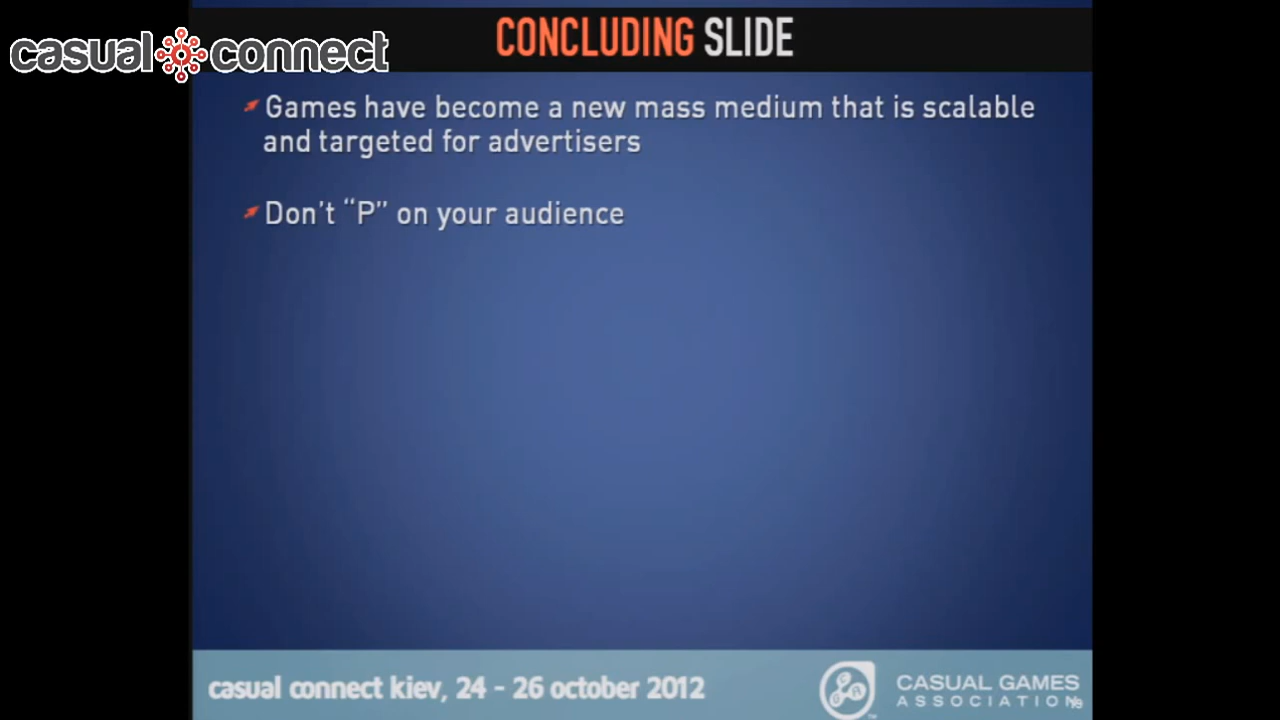 CONCLUDING SLIDE
casual connect
Games have become a new mass medium that is scalable
and targeted for advertisers
Don't “P” on your audience
casual connect kiev, 24 - 26 october 2012
CASUAL GAMES
ASSOCIATION